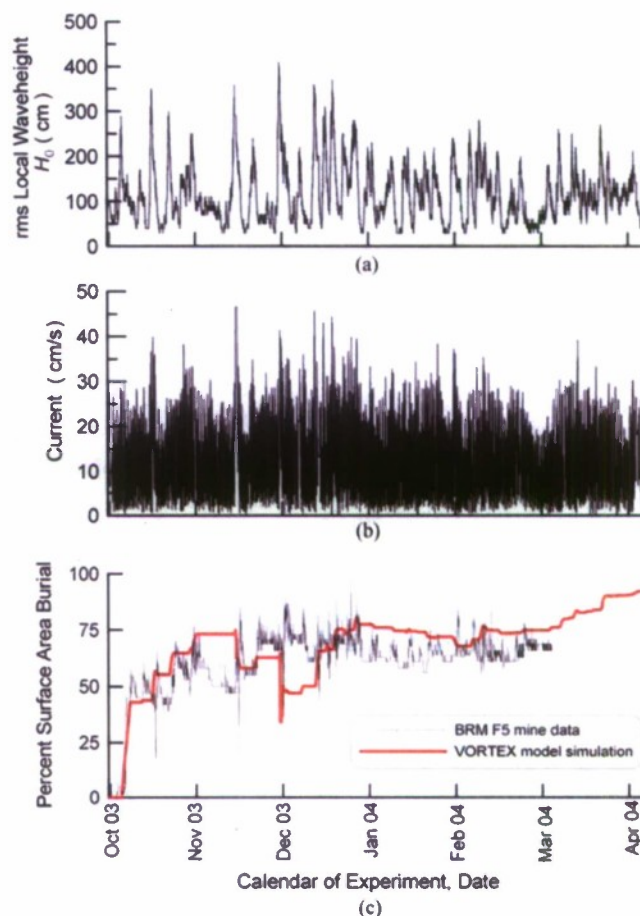 rms Local Waveheight
H₀ ( cm )
500
400
300
200
100
0
(a)
Current ( cm/s )
50
40
30
20
10
0
(b)
Percent Surface Area Burial
100
75
50
25
0
BRM F5 mine data
VORTEX model simulation
Oct 03
Nov 03
Dec 03
Jan 04
Feb 04
Mar 04
Apr 04
Calendar of Experiment, Date
(c)